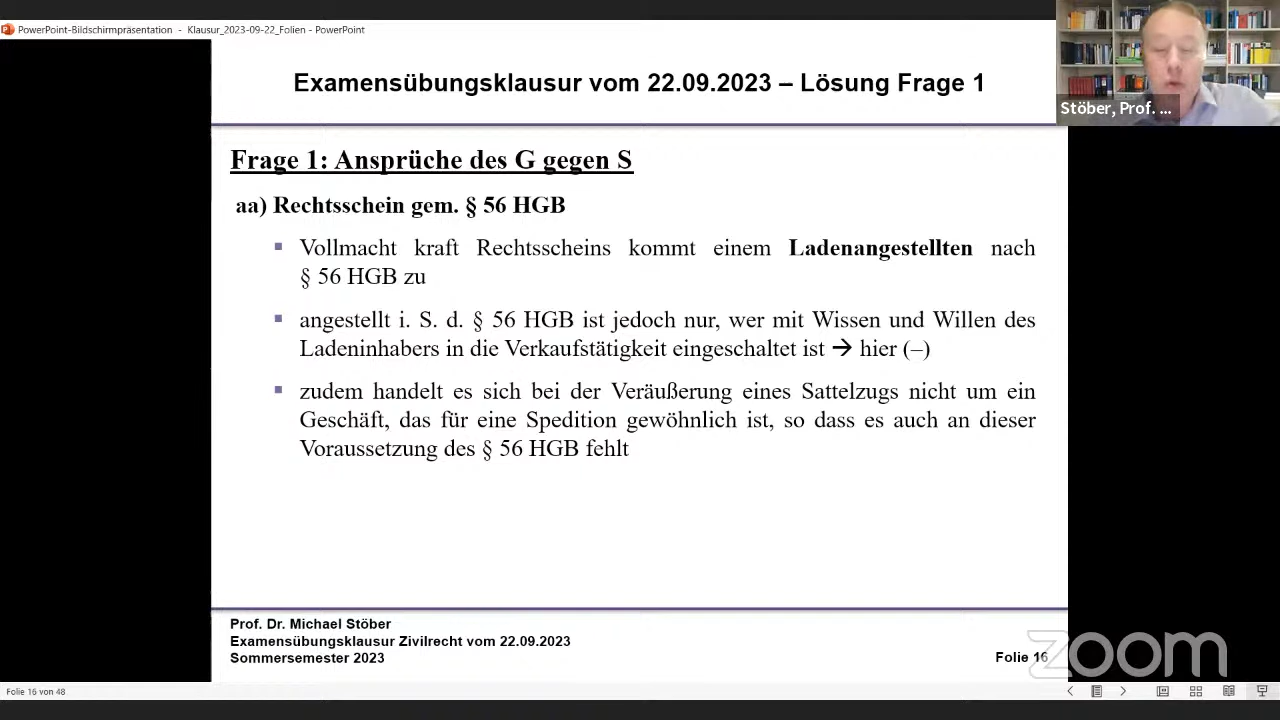 PowerPoint-Bildschirmpräsentation - Klausur_2023-09-22_Folien - PowerPoint
Stöber, Prof. ...
Examensübungsklausur vom 22.09.2023 – Lösung Frage 1
Frage 1: Ansprüche des G gegen S
aa) Rechtsschein gem. § 56 HGB
▪ Vollmacht kraft Rechtsscheins kommt einem Ladenangestellten nach
§ 56 HGB zu
▪ angestellt i. S. d. § 56 HGB ist jedoch nur, wer mit Wissen und Willen des
Ladeninhabers in die Verkaufstätigkeit eingeschaltet ist → hier (–)
▪ zudem handelt es sich bei der Veräußerung eines Sattelzugs nicht um ein
Geschäft, das für eine Spedition gewöhnlich ist, so dass es auch an dieser
Voraussetzung des § 56 HGB fehlt
Prof. Dr. Michael Stöber
Examensübungsklausur Zivilrecht vom 22.09.2023
Sommersemester 2023
Folie 16
zoom
Folie 16 von 48